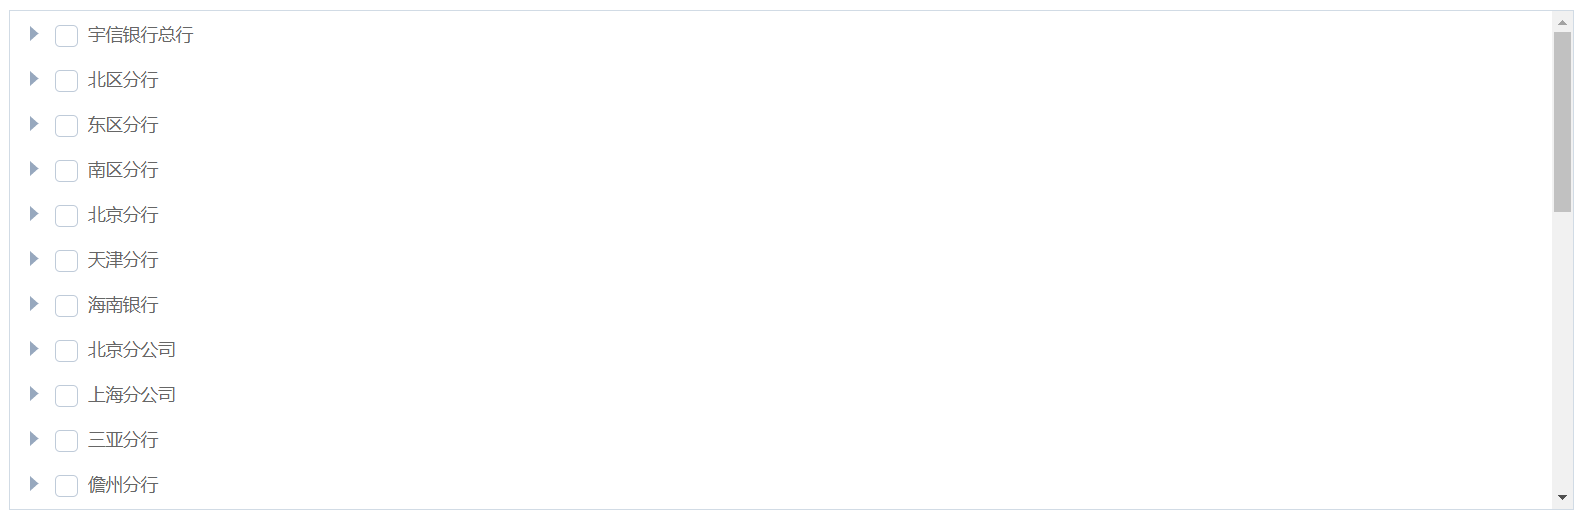 宇信银行总行
北区分行
东区分行
南区分行
北京分行
天津分行
海南银行
北京分公司
上海分公司
三亚分行
儋州分行